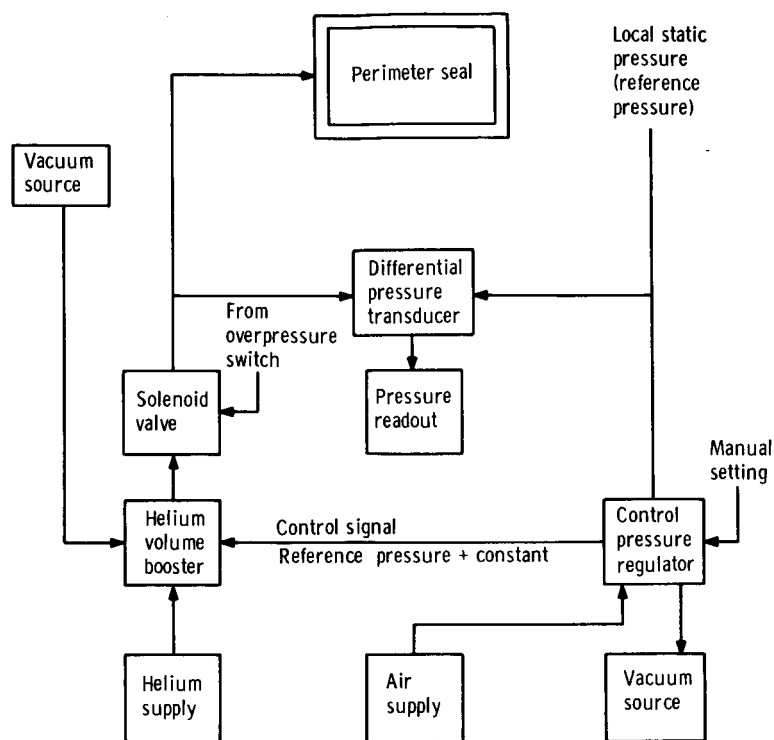 Perimeter seal
Local static
pressure
(reference
pressure)
Vacuum
source
Differential
pressure
transducer
From
overpressure
switch
Solenoid
valve
Pressure
readout
Manual
setting
Helium
volume
booster
Control signal
Reference pressure + constant
Control
pressure
regulator
Helium
supply
Air
supply
Vacuum
source